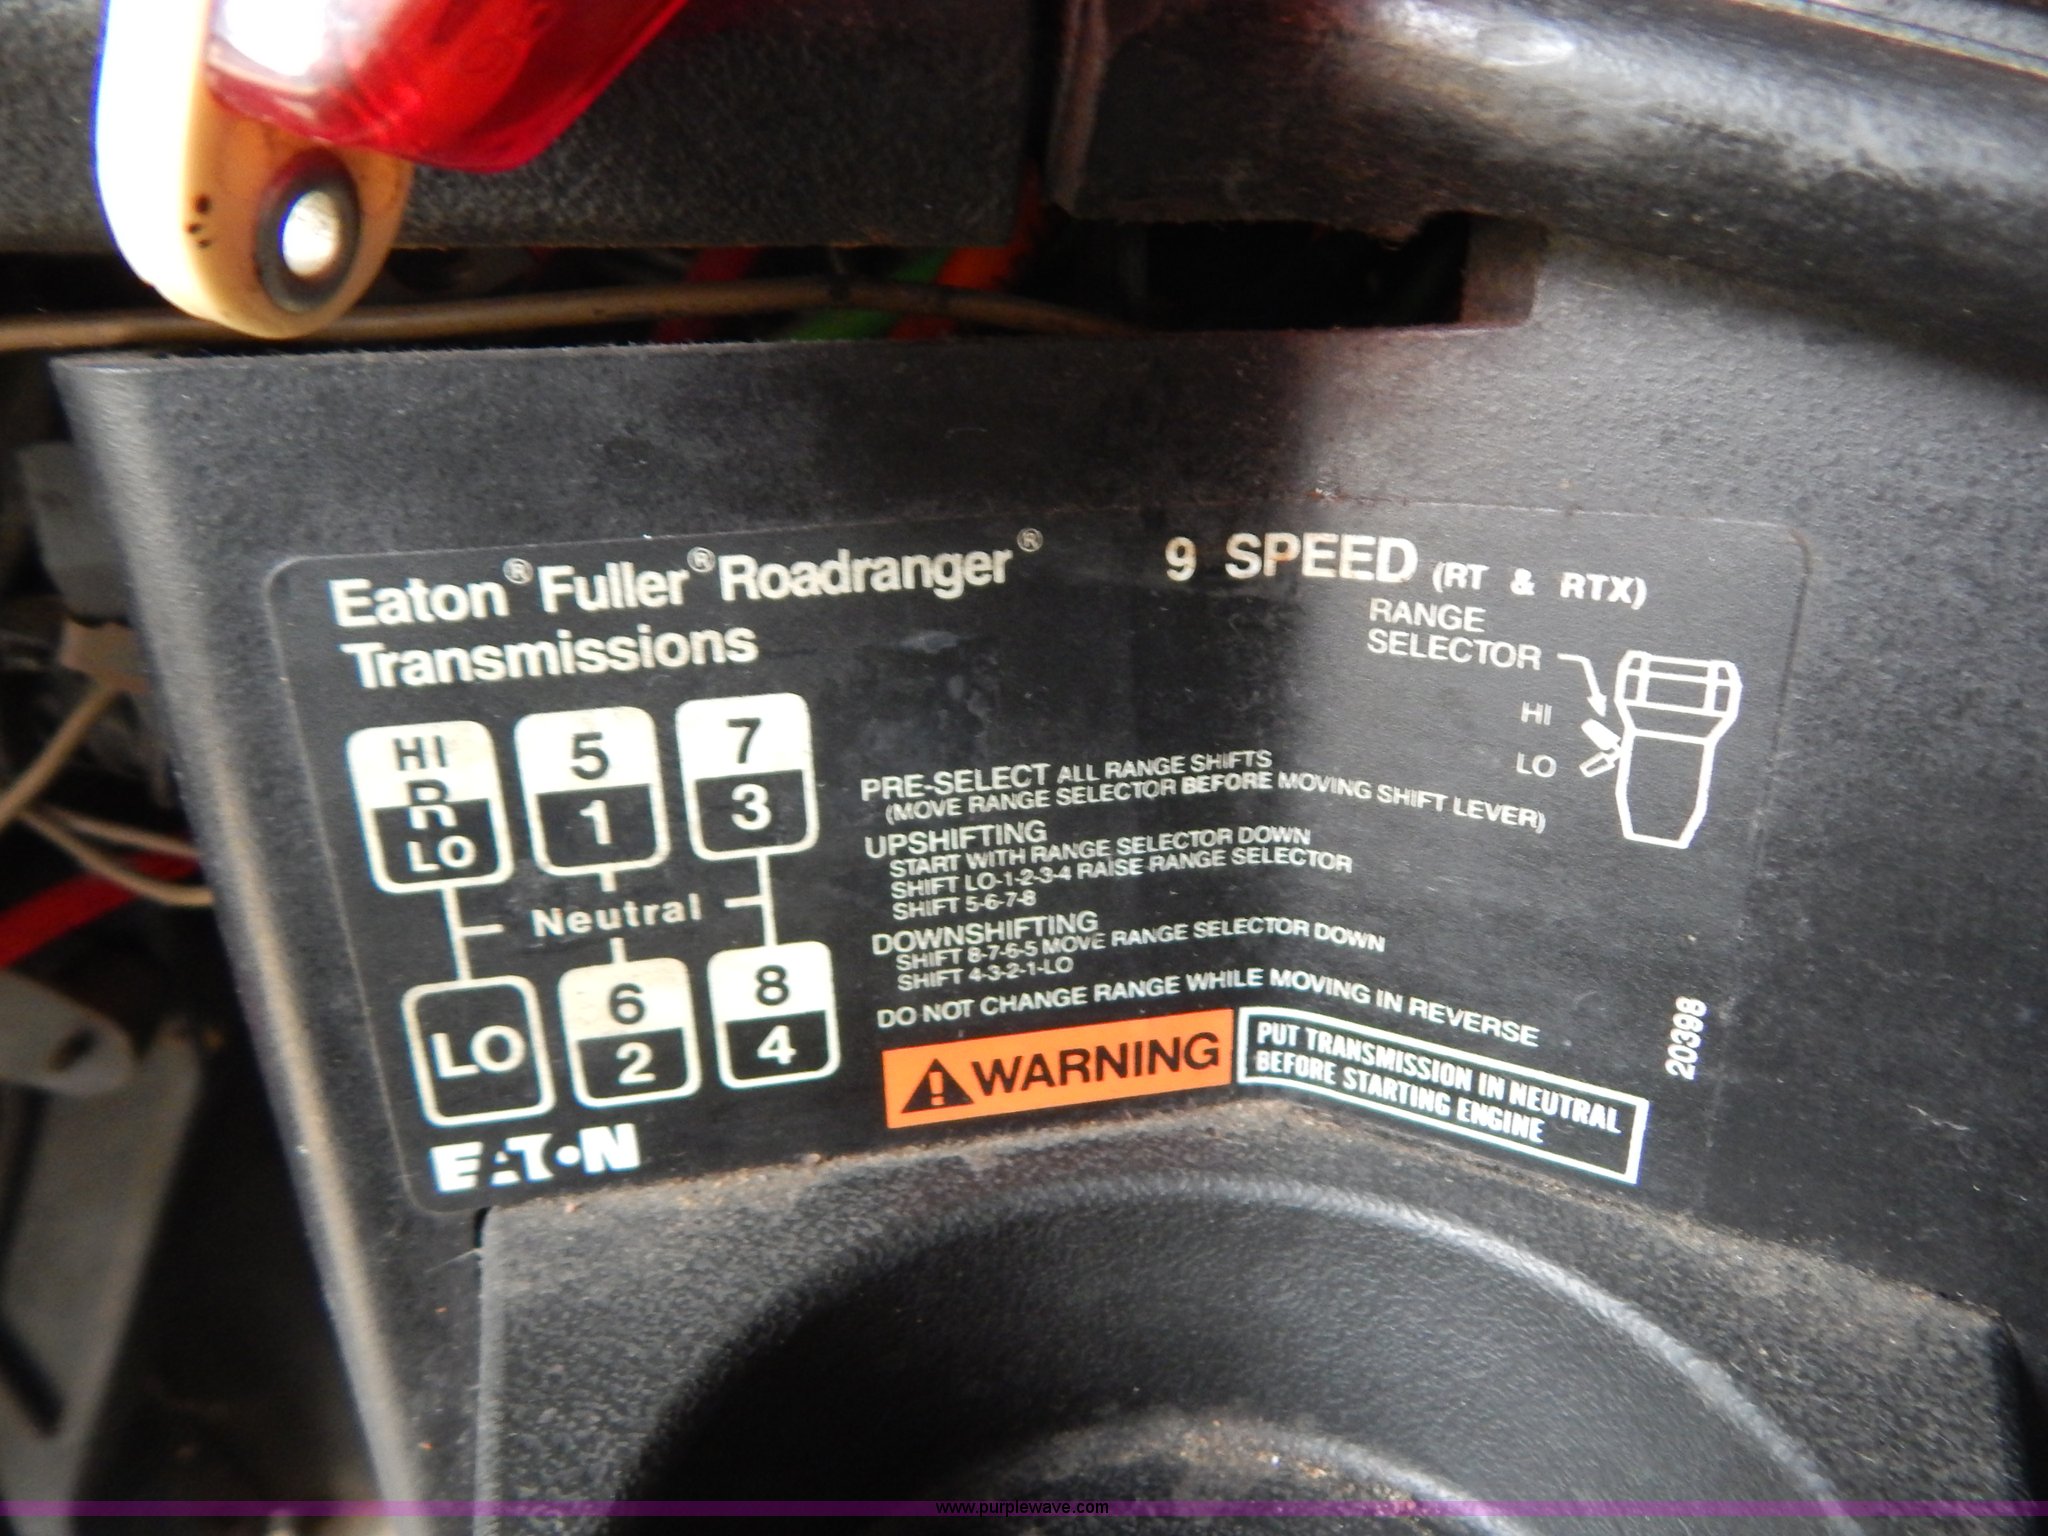 Eaton® Fuller® Roadranger®
Transmissions
9 SPEED (RT & RTX)
RANGE
SELECTOR
HI
LO
HI
R
LO
5
1
7
3
Neutral
LO
6
2
8
4
PRE-SELECT ALL RANGE SHIFTS
(MOVE RANGE SELECTOR BEFORE MOVING SHIFT LEVER)
UPSHIFTING
START WITH RANGE SELECTOR DOWN
SHIFT LO-1-2-3-4 RAISE RANGE SELECTOR
SHIFT 5-6-7-8
DOWNSHIFTING
SHIFT 8-7-6-5 MOVE RANGE SELECTOR DOWN
SHIFT 4-3-2-1-LO
DO NOT CHANGE RANGE WHILE MOVING IN REVERSE
WARNING
PUT TRANSMISSION IN NEUTRAL
BEFORE STARTING ENGINE
20398
EATON
www.purplewave.com